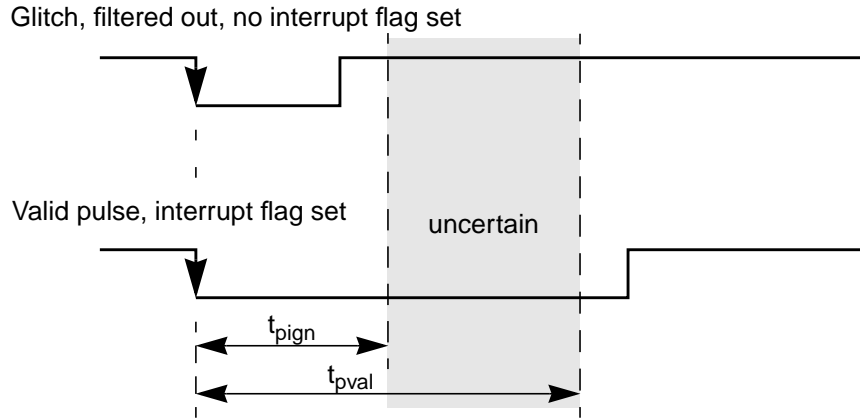 Glitch, filtered out, no interrupt flag set
Valid pulse, interrupt flag set
uncertain
tpign
tpval